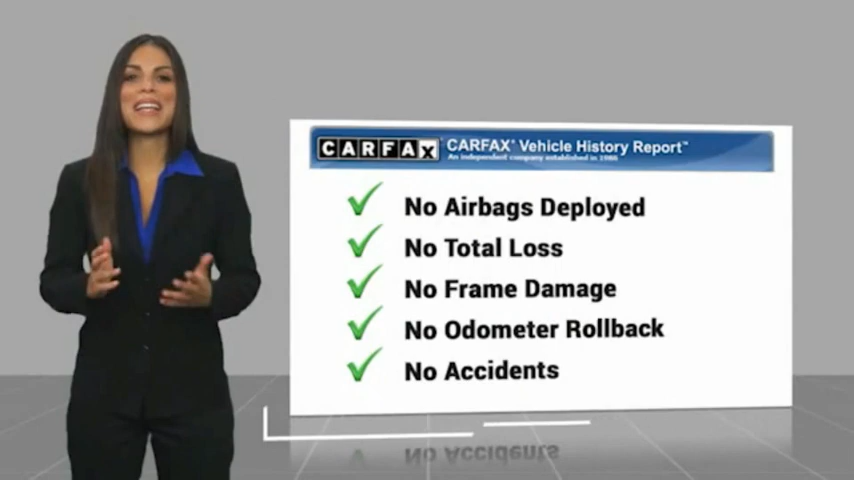 CARFAX CARFAX® Vehicle History Report™
An independent company established in 1986
No Airbags Deployed
No Total Loss
No Frame Damage
No Odometer Rollback
No Accidents
No Accidents